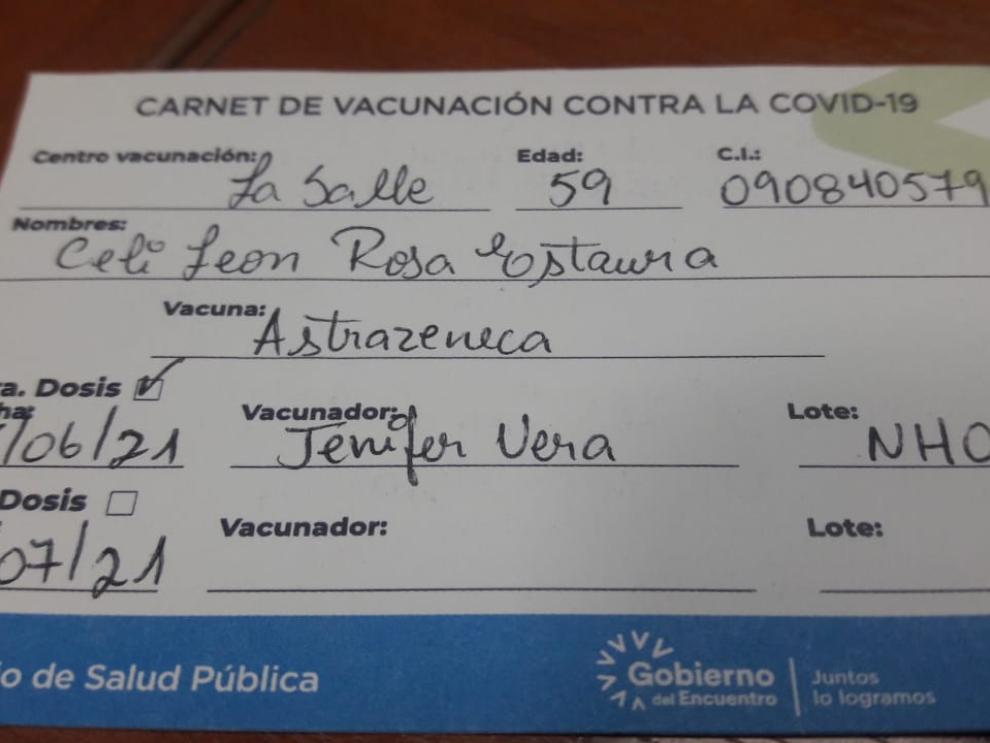 CARNET DE VACUNACIÓN CONTRA LA COVID-19
Centro vacunación: La Salle Edad: 59 C.I.: 090840579
Nombres: Celi Leon Rosa Estaura
Vacuna: Astrazeneca
a. Dosis
ha: /06/21 Vacunador: Jenifer Vera Lote: NHO
Dosis
07/21 Vacunador: Lote:
o de Salud Pública
Gobierno del Encuentro
Juntos lo logramos